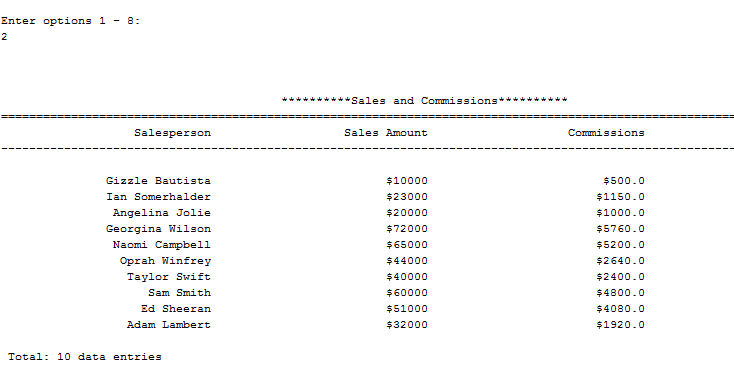 Enter options 1 - 8:
2
**********Sales and Commissions**********
=========================================================================================================
Salesperson Sales Amount Commissions
---------------------------------------------------------------------------------------------------------
Gizzle Bautista $10000 $500.0
Ian Somerhalder $23000 $1150.0
Angelina Jolie $20000 $1000.0
Georgina Wilson $72000 $5760.0
Naomi Campbell $65000 $5200.0
Oprah Winfrey $44000 $2640.0
Taylor Swift $40000 $2400.0
Sam Smith $60000 $4800.0
Ed Sheeran $51000 $4080.0
Adam Lambert $32000 $1920.0
Total: 10 data entries